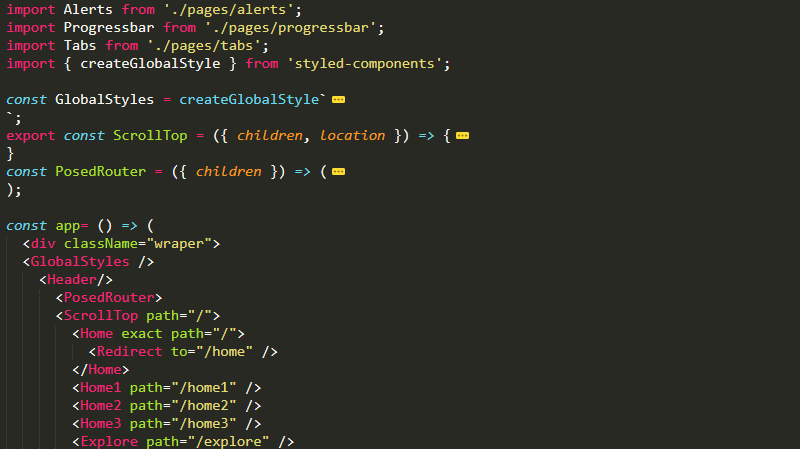 import Alerts from './pages/alerts';
import Progressbar from './pages/progressbar';
import Tabs from './pages/tabs';
import { createGlobalStyle } from 'styled-components';
const GlobalStyles = createGlobalStyle`
`;
export const ScrollTop = ({ children, location }) => {
}
const PosedRouter = ({ children }) => (
);
const app= () => (
<div className="wraper">
<GlobalStyles />
<Header/>
<PosedRouter>
<ScrollTop path="/">
<Home exact path="/">
<Redirect to="/home" />
</Home>
<Home1 path="/home1" />
<Home2 path="/home2" />
<Home3 path="/home3" />
<Explore path="/explore" />